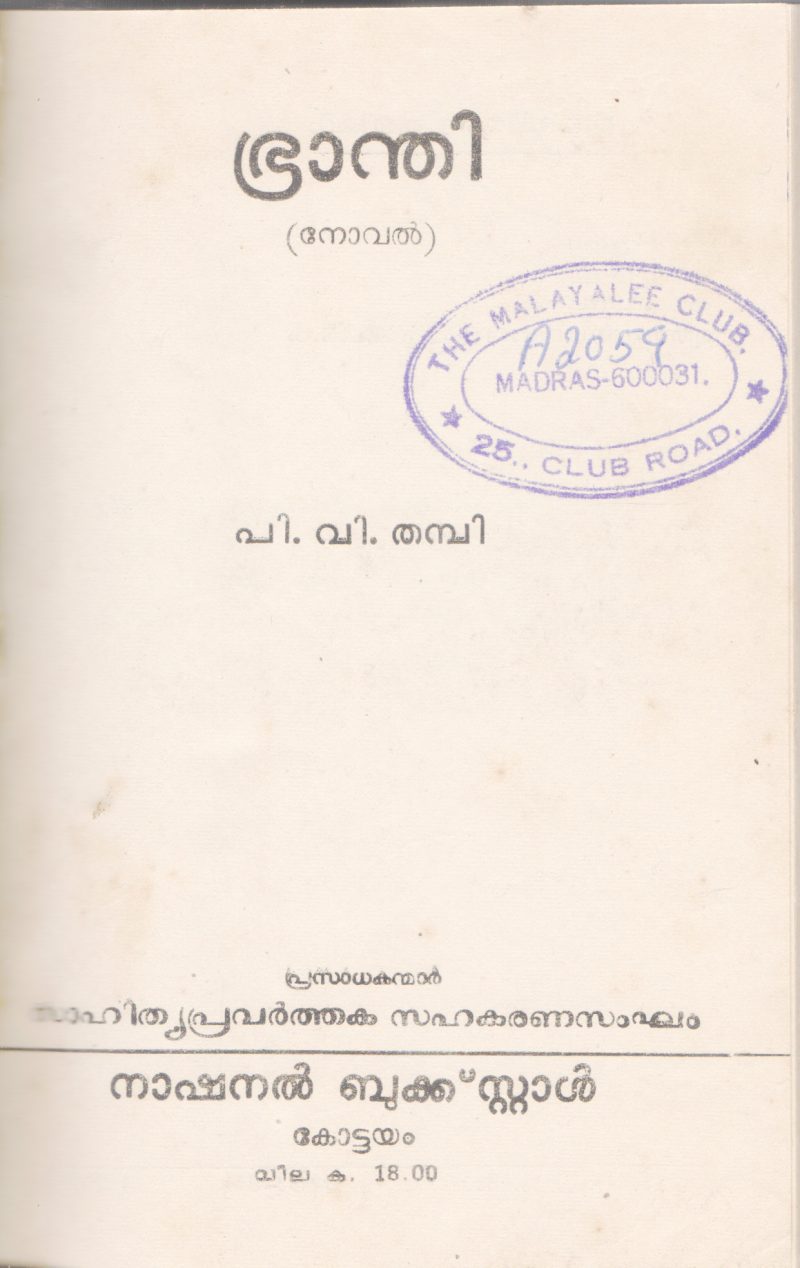 ഭ്രാന്തി
(നോവൽ)
THE MALAYALEE CLUB,
A2059
MADRAS-600031.
★ 25., CLUB ROAD. ★
പി. വി. തമ്പി
പ്രസാധകന്മാർ
സാഹിത്യപ്രവർത്തക സഹകരണസംഘം
നാഷനൽ ബുക്ക്സ്റ്റാൾ
കോട്ടയം
വില ക. 18.00